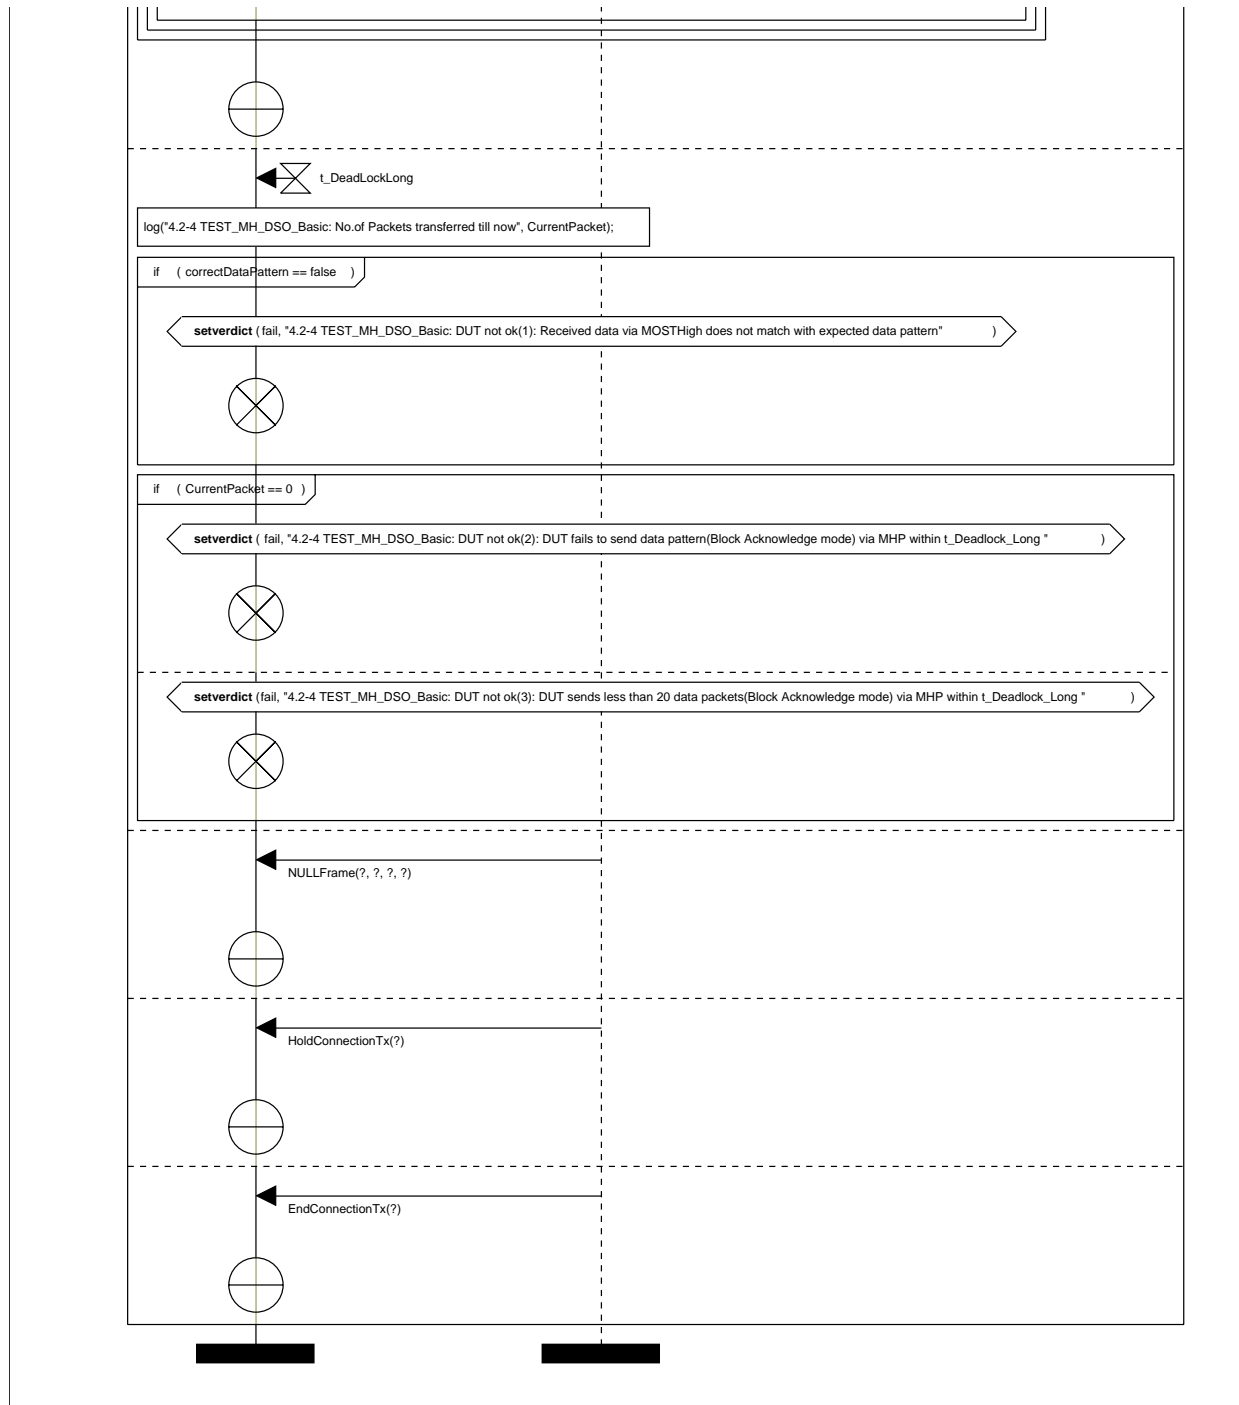 t_DeadLockLong
log("4.2-4 TEST_MH_DSO_Basic: No.of Packets transferred till now", CurrentPacket);
if ( correctDataPattern == false )
setverdict (fail, "4.2-4 TEST_MH_DSO_Basic: DUT not ok(1): Received data via MOSTHigh does not match with expected data pattern" )
if ( CurrentPacket == 0 )
setverdict ( fail, "4.2-4 TEST_MH_DSO_Basic: DUT not ok(2): DUT fails to send data pattern(Block Acknowledge mode) via MHP within t_Deadlock_Long " )
setverdict (fail, "4.2-4 TEST_MH_DSO_Basic: DUT not ok(3): DUT sends less than 20 data packets(Block Acknowledge mode) via MHP within t_Deadlock_Long " )
NULLFrame(?, ?, ?, ?)
HoldConnectionTx(?)
EndConnectionTx(?)